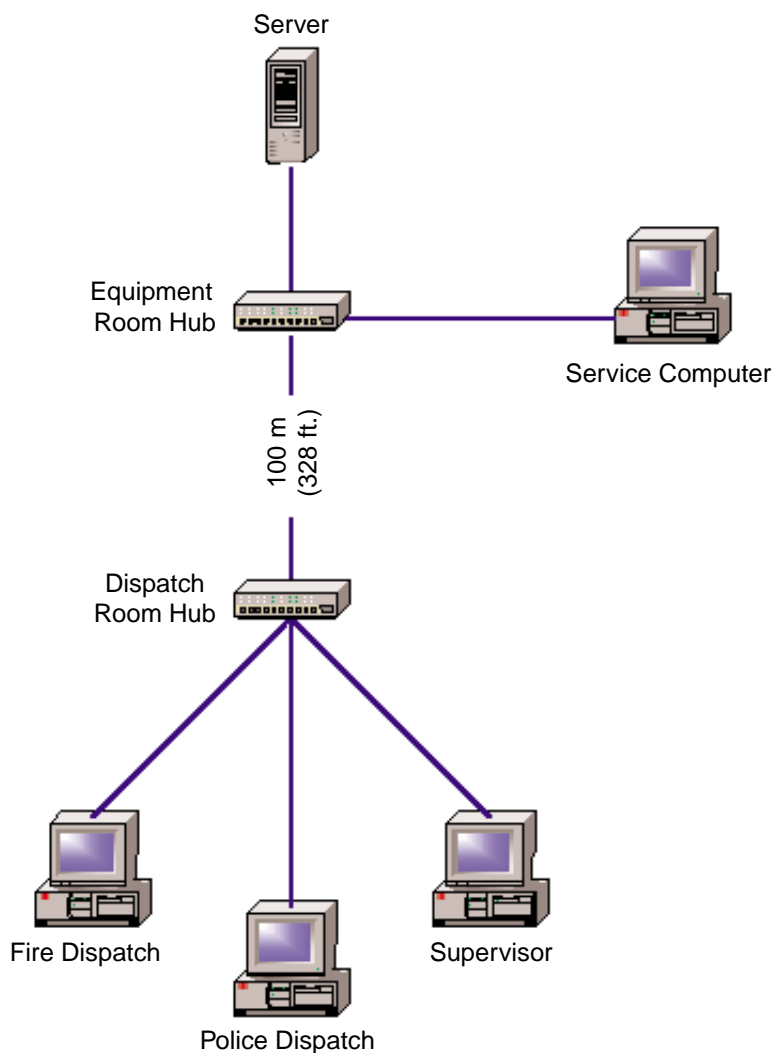 Server
Equipment
Room Hub
Service Computer
100 m
(328 ft.)
Dispatch
Room Hub
Fire Dispatch
Supervisor
Police Dispatch